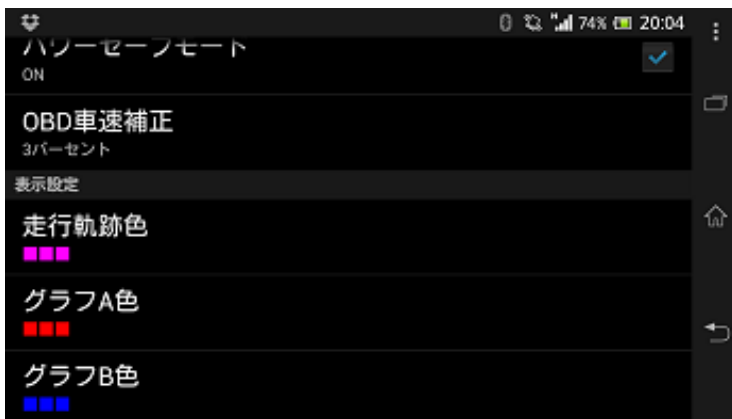 74% 20:04
パワーセーブモード
ON
OBD車速補正
3パーセント
表示設定
走行軌跡色
■■■
グラフA色
■■■
グラフB色
■■■